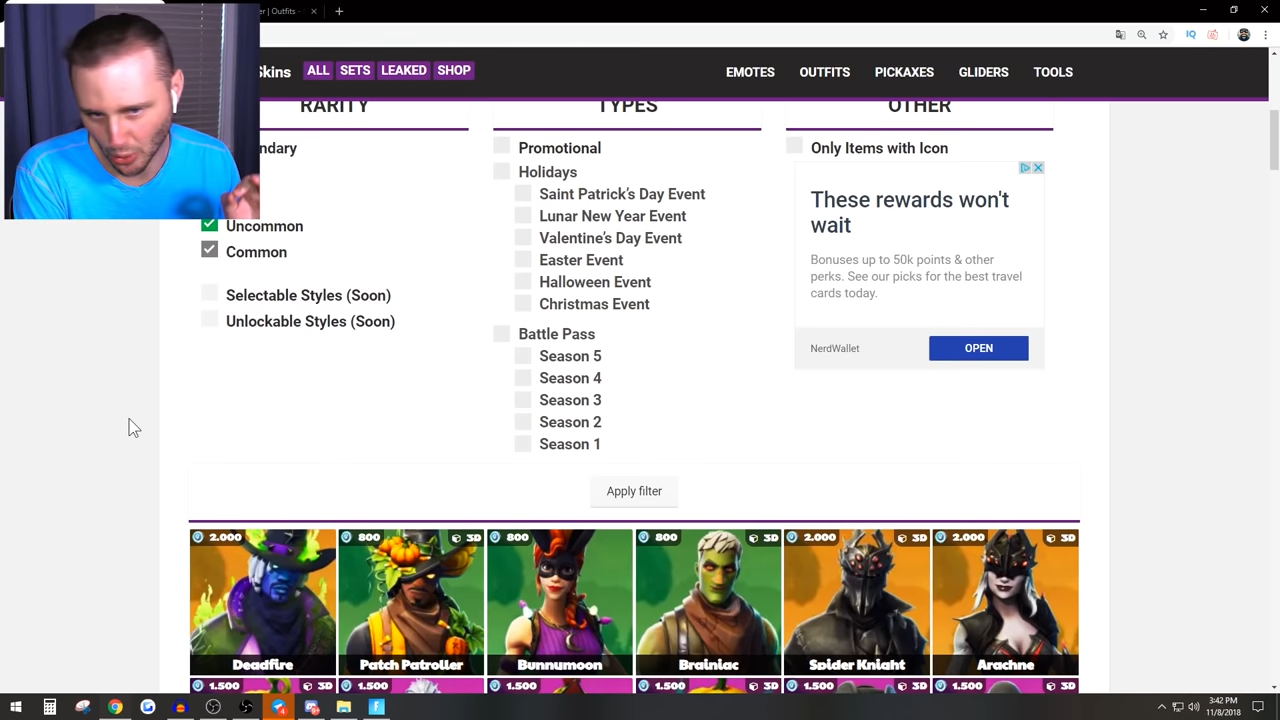 r | Outfits -
IQ
Skins
ALL
SETS
LEAKED
SHOP
EMOTES
OUTFITS
PICKAXES
GLIDERS
TOOLS
RARITY
TYPES
OTHER
ndary
Uncommon
Common
Selectable Styles (Soon)
Unlockable Styles (Soon)
Promotional
Holidays
Saint Patrick's Day Event
Lunar New Year Event
Valentine's Day Event
Easter Event
Halloween Event
Christmas Event
Battle Pass
Season 5
Season 4
Season 3
Season 2
Season 1
Only Items with Icon
These rewards won't
wait
Bonuses up to 50k points & other
perks. See our picks for the best travel
cards today.
NerdWallet
OPEN
Apply filter
2.000
800 3D
800
800 3D
2.000 3D
2.000 3D
Deadfire
Patch Patroller
Bunnymoon
Brainiac
Spider Knight
Arachne
1.500 3D
1.500
1.500
1.500 3D
1.500 3D
1.500 3D
3:42 PM
11/8/2018